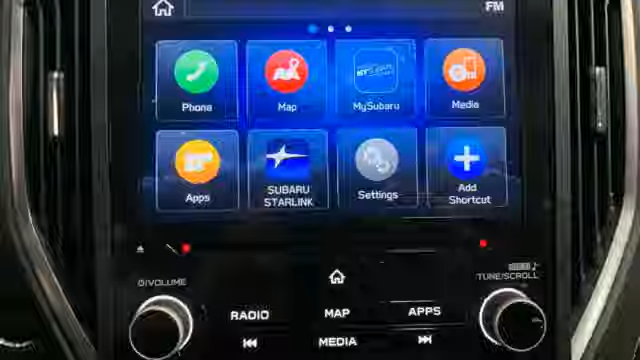 FM
Phone
Map
MySubaru
Media
Apps
SUBARU
STARLINK
Settings
Add
Shortcut
VOLUME
TUNE/SCROLL
RADIO
MAP
APPS
MEDIA